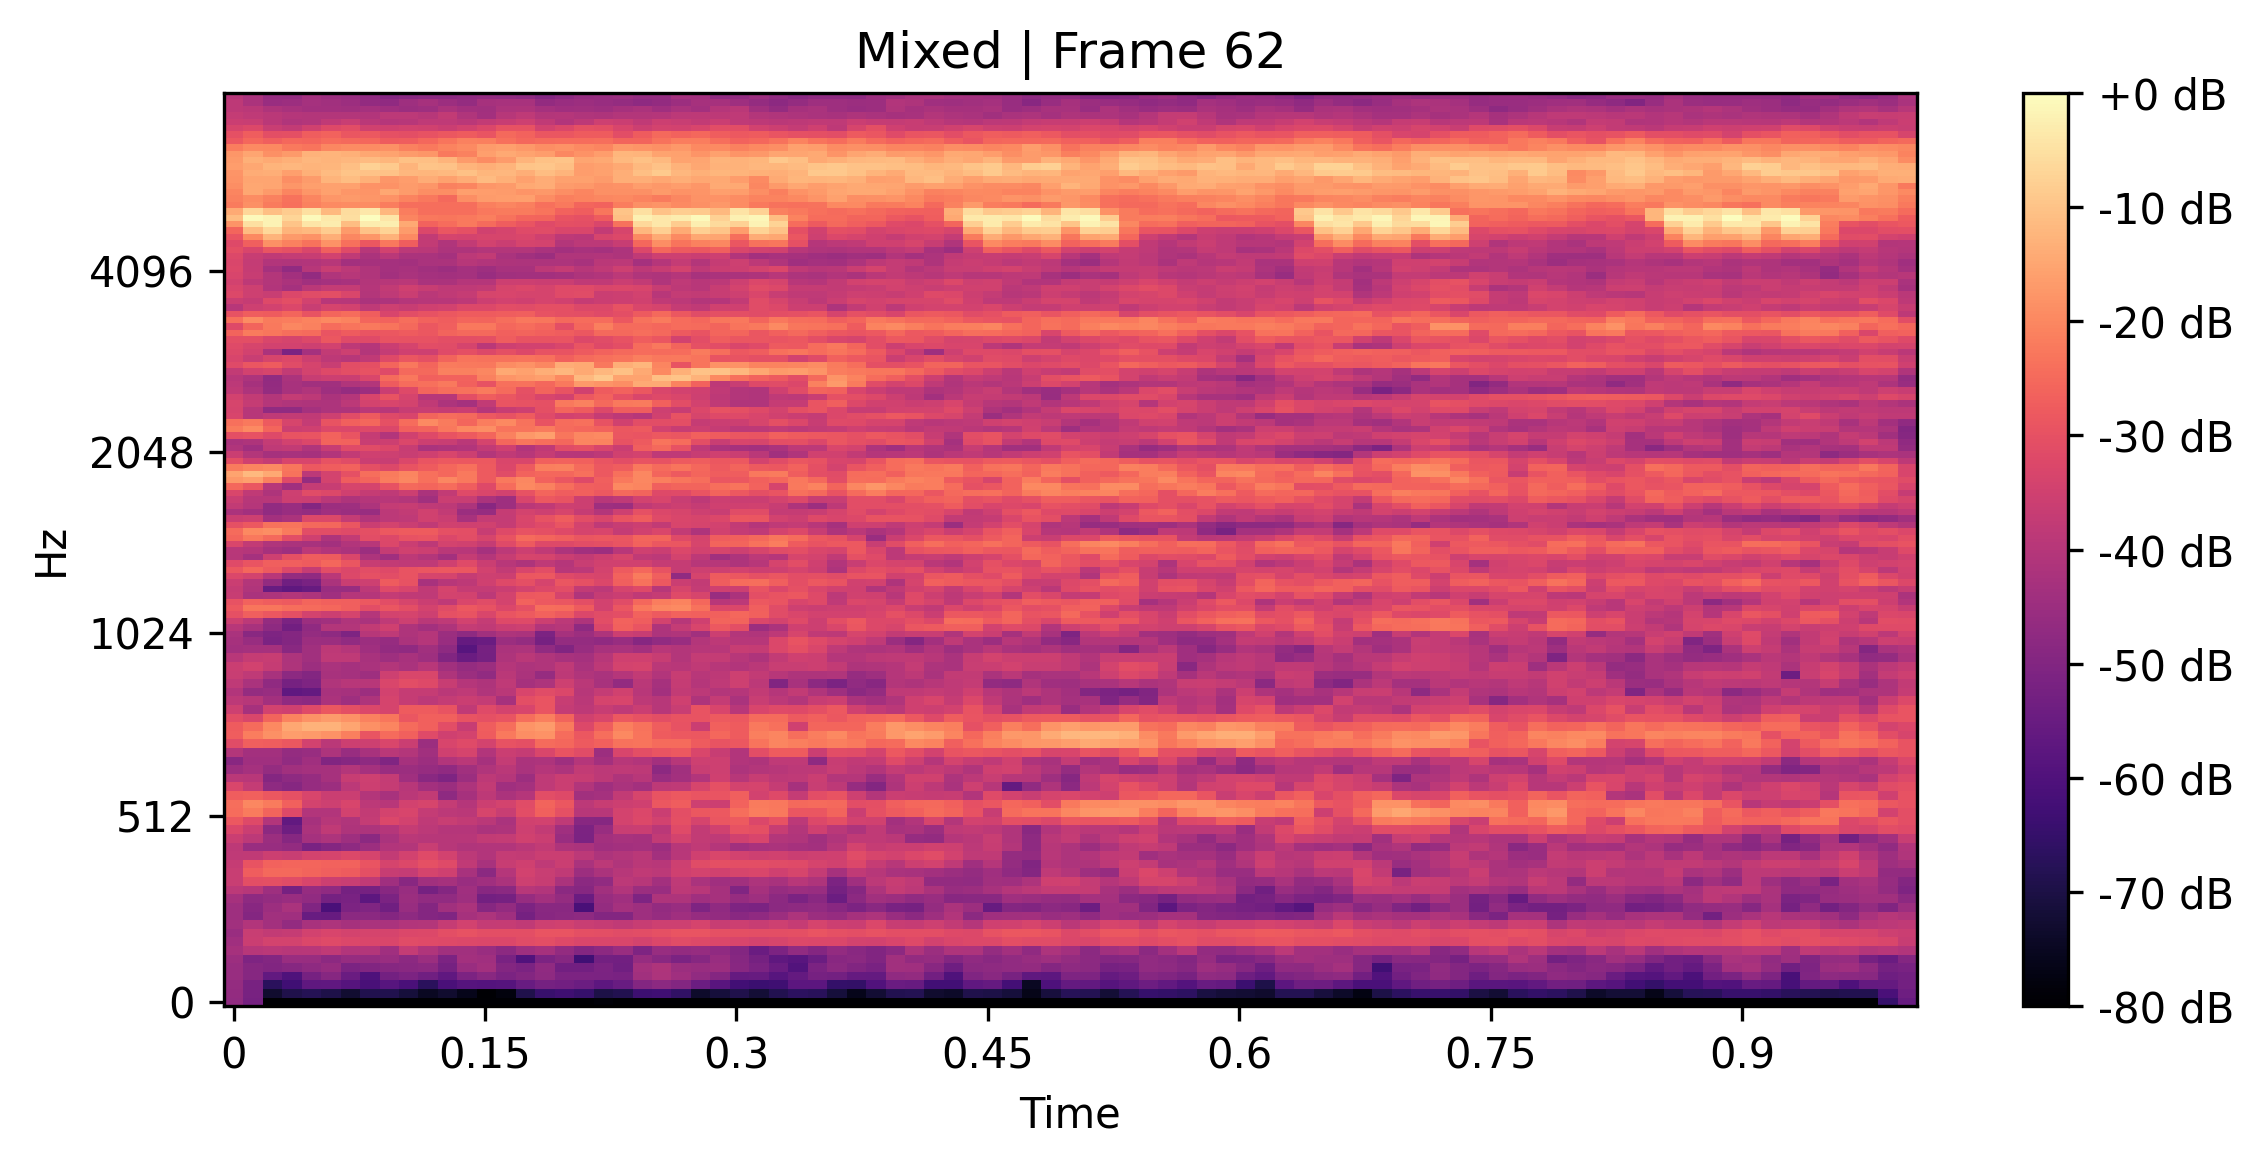 Mixed | Frame 62
Hz
4096
2048
1024
512
0
0 0.15 0.3 0.45 0.6 0.75 0.9
Time
+0 dB
-10 dB
-20 dB
-30 dB
-40 dB
-50 dB
-60 dB
-70 dB
-80 dB